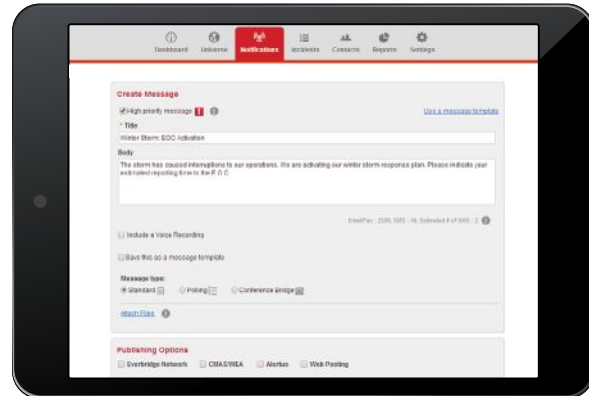 Dashboard Universe Notifications Incidents Contacts Reports Settings
Create Message
High priority message
Use a message template
* Title
Winter Storm: EOC Activation
Body
The storm has caused interruptions to our operations. We are activating our winter storm response plan. Please indicate your
estimated reporting time to the E O C
Include a Voice Recording
Save this as a message template
Message type:
Standard Polling Conference Bridge
Attach Files
Publishing Options
Everbridge Network CMAS/WEA Alertus Web Posting